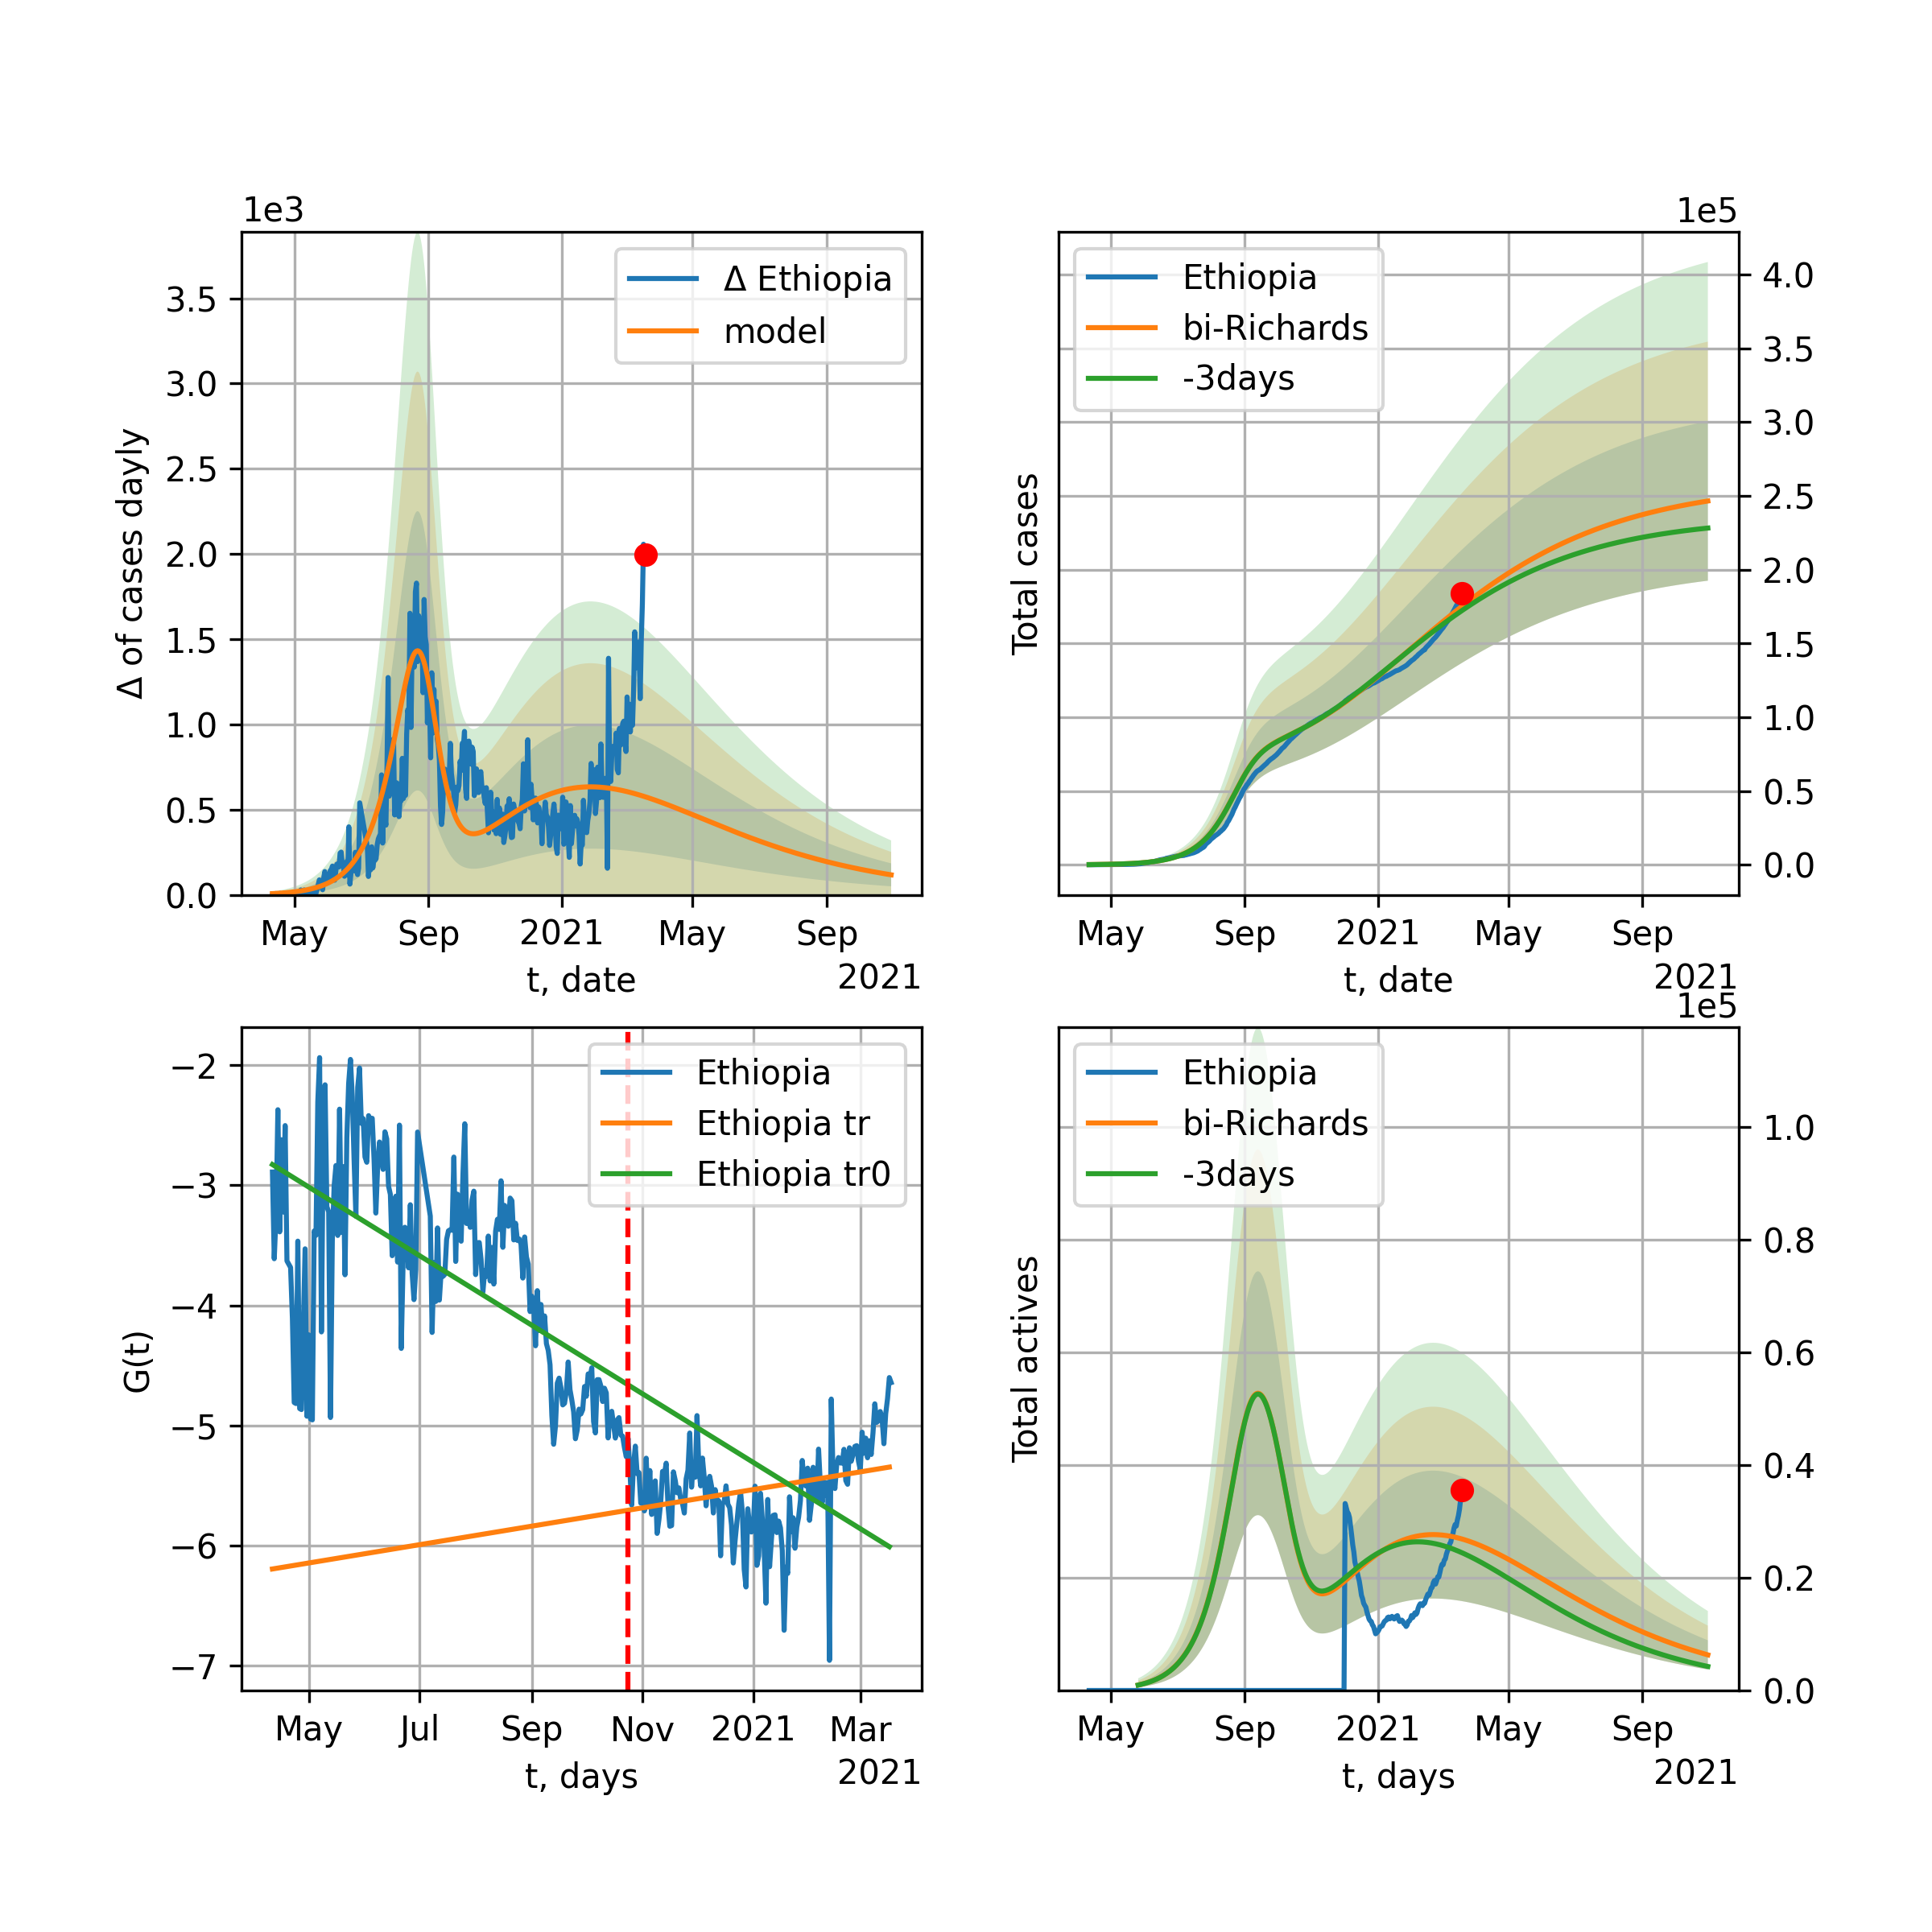 1e3
Δ of cases dayly
3.5
3.0
2.5
2.0
1.5
1.0
0.5
0.0
Δ Ethiopia
model
May Sep 2021 May Sep
t, date
2021
1e5
Total cases
Ethiopia
bi-Richards
-3days
4.0
3.5
3.0
2.5
2.0
1.5
1.0
0.5
0.0
May Sep 2021 May Sep
t, date
2021
G(t)
−2
−3
−4
−5
−6
−7
Ethiopia
Ethiopia tr
Ethiopia tr0
May Jul Sep Nov 2021 Mar
t, days
2021
1e5
Total actives
Ethiopia
bi-Richards
-3days
1.0
0.8
0.6
0.4
0.2
0.0
May Sep 2021 May Sep
t, days
2021